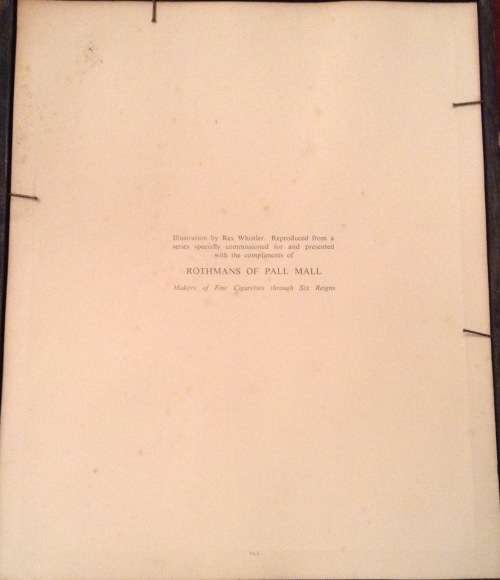 Illustration by Rex Whistler. Reproduced from a
series specially commissioned for and presented
with the compliments of
ROTHMANS OF PALL MALL
Makers of Fine Cigarettes through Six Reigns